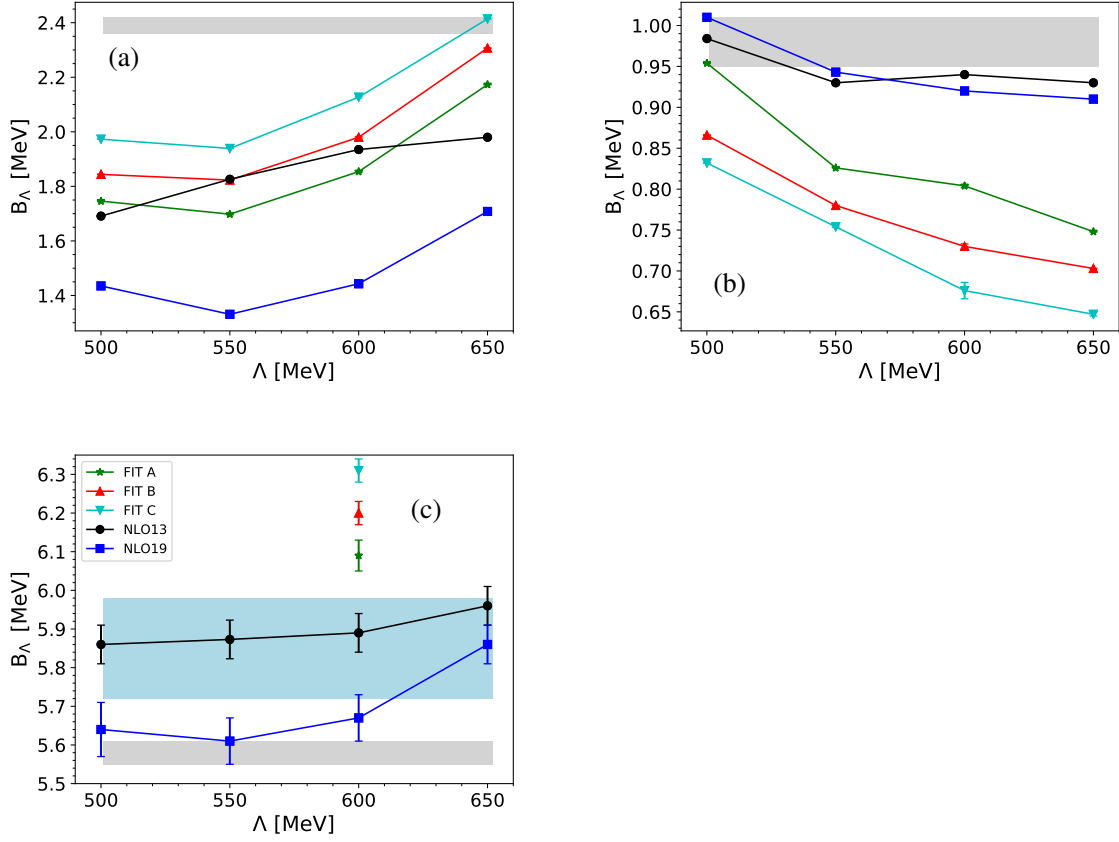 2.4
2.2
2.0
1.8
1.6
1.4
B_Λ [MeV]
(a)
500 550 600 650
Λ [MeV]
1.00
0.95
0.90
0.85
0.80
0.75
0.70
0.65
B_Λ [MeV]
(b)
500 550 600 650
Λ [MeV]
6.3
6.2
6.1
6.0
5.9
5.8
5.7
5.6
5.5
B_Λ [MeV]
FIT A
FIT B
FIT C
NLO13
NLO19
(c)
500 550 600 650
Λ [MeV]